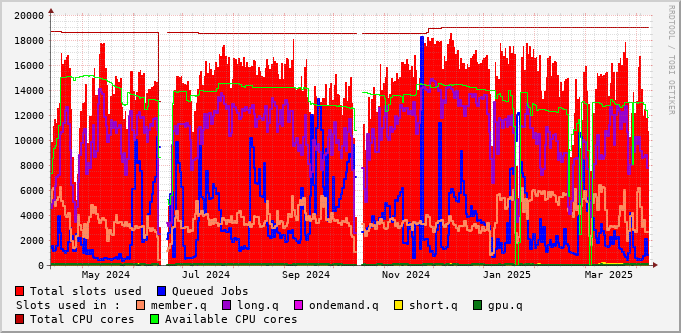 20000
18000
16000
14000
12000
10000
8000
6000
4000
2000
0
May 2024 Jul 2024 Sep 2024 Nov 2024 Jan 2025 Mar 2025
Total slots used Queued Jobs
Slots used in : member.q long.q ondemand.q short.q gpu.q
Total CPU cores Available CPU cores
RRDTOOL / TOBI OETIKER